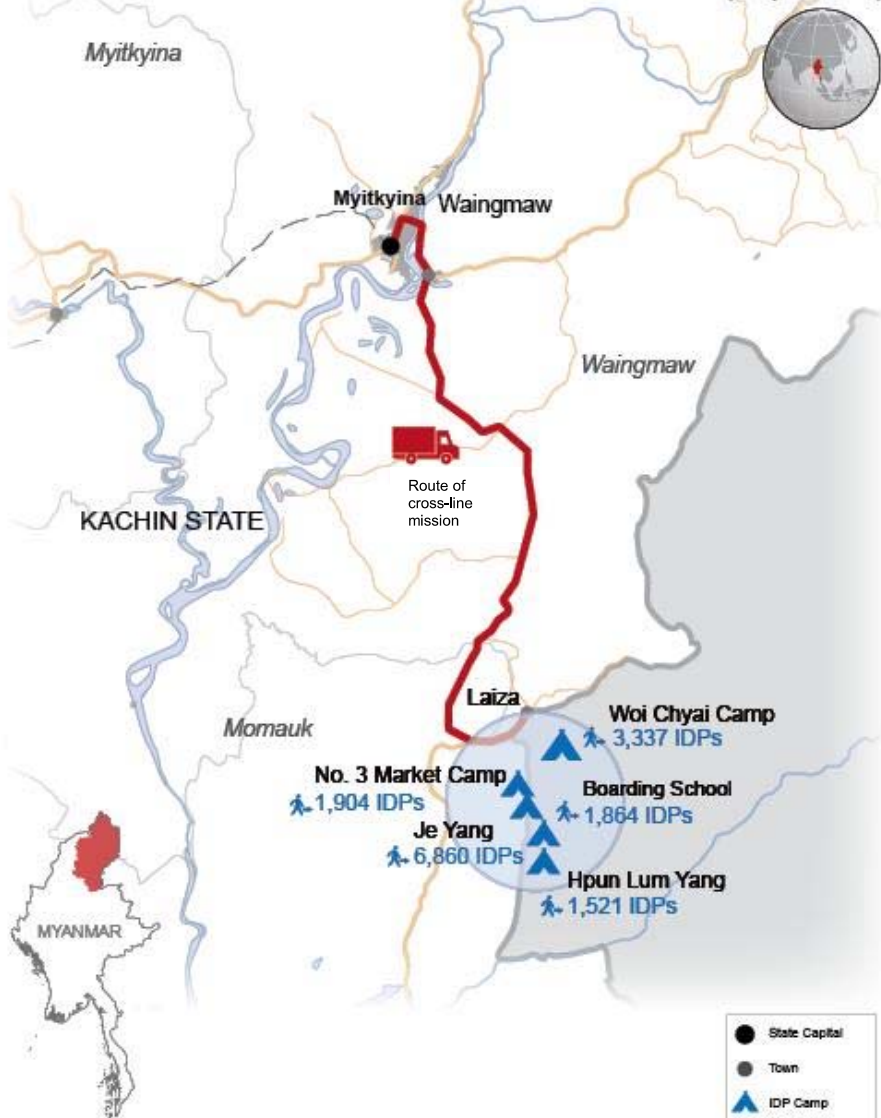 Myitkyina
Myitkyina
Waingmaw
Waingmaw
Route of
cross-line
mission
KACHIN STATE
Laiza
Momauk
Woi Chyai Camp
3,337 IDPs
No. 3 Market Camp
1,904 IDPs
Boarding School
1,864 IDPs
Je Yang
6,860 IDPs
Hpun Lum Yang
1,521 IDPs
MYANMAR
State Capital
Town
IDP Camp